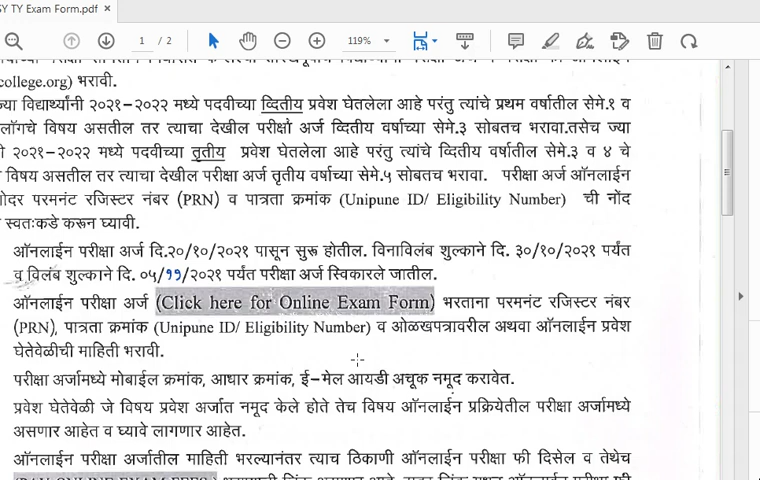 SY TY Exam Form.pdf ×
1 / 2 119%
college.org) भरावी.
ज्या विद्यार्थ्यांनी २०२१–२०२२ मध्ये पदवीच्या व्दितीय प्रवेश घेतलेला आहे परंतु त्यांचे प्रथम वर्षातील सेमे.१ व
लॉगचे विषय असतील तर त्याचा देखील परीक्षा अर्ज व्दितीय वर्षाच्या सेमे.३ सोबतच भरावा.तसेच ज्या
२०२१–२०२२ मध्ये पदवीच्या तृतीय प्रवेश घेतलेला आहे परंतु त्यांचे व्दितीय वर्षातील सेमे.३ व ४ चे
विषय असतील तर त्याचा देखील परीक्षा अर्ज तृतीय वर्षाच्या सेमे.५ सोबतच भरावा. परीक्षा अर्ज ऑनलाईन
परमनंट रजिस्टर नंबर (PRN) व पात्रता क्रमांक (Unipune ID/ Eligibility Number) ची नोंद
स्वतःकडे करून घ्यावी.
ऑनलाईन परीक्षा अर्ज दि.२०/१०/२०२१ पासून सुरू होतील. विनाविलंब शुल्काने दि. ३०/१०/२०२१ पर्यंत
व विलंब शुल्काने दि. ०५/११/२०२१ पर्यंत परीक्षा अर्ज स्विकारले जातील.
ऑनलाईन परीक्षा अर्ज (Click here for Online Exam Form) भरताना परमनंट रजिस्टर नंबर
(PRN), पात्रता क्रमांक (Unipune ID/ Eligibility Number) व ओळखपत्रावरील अथवा ऑनलाईन प्रवेश
घेतेवेळीची माहिती भरावी.
परीक्षा अर्जामध्ये मोबाईल क्रमांक, आधार क्रमांक, ई–मेल आयडी अचूक नमूद करावेत.
प्रवेश घेतेवेळी जे विषय प्रवेश अर्जात नमूद केले होते तेच विषय ऑनलाईन प्रक्रियेतील परीक्षा अर्जामध्ये
असणार आहेत व घ्यावे लागणार आहेत.
ऑनलाईन परीक्षा अर्जातील माहिती भरल्यानंतर त्याच ठिकाणी ऑनलाईन परीक्षा फी दिसेल व तेथेच